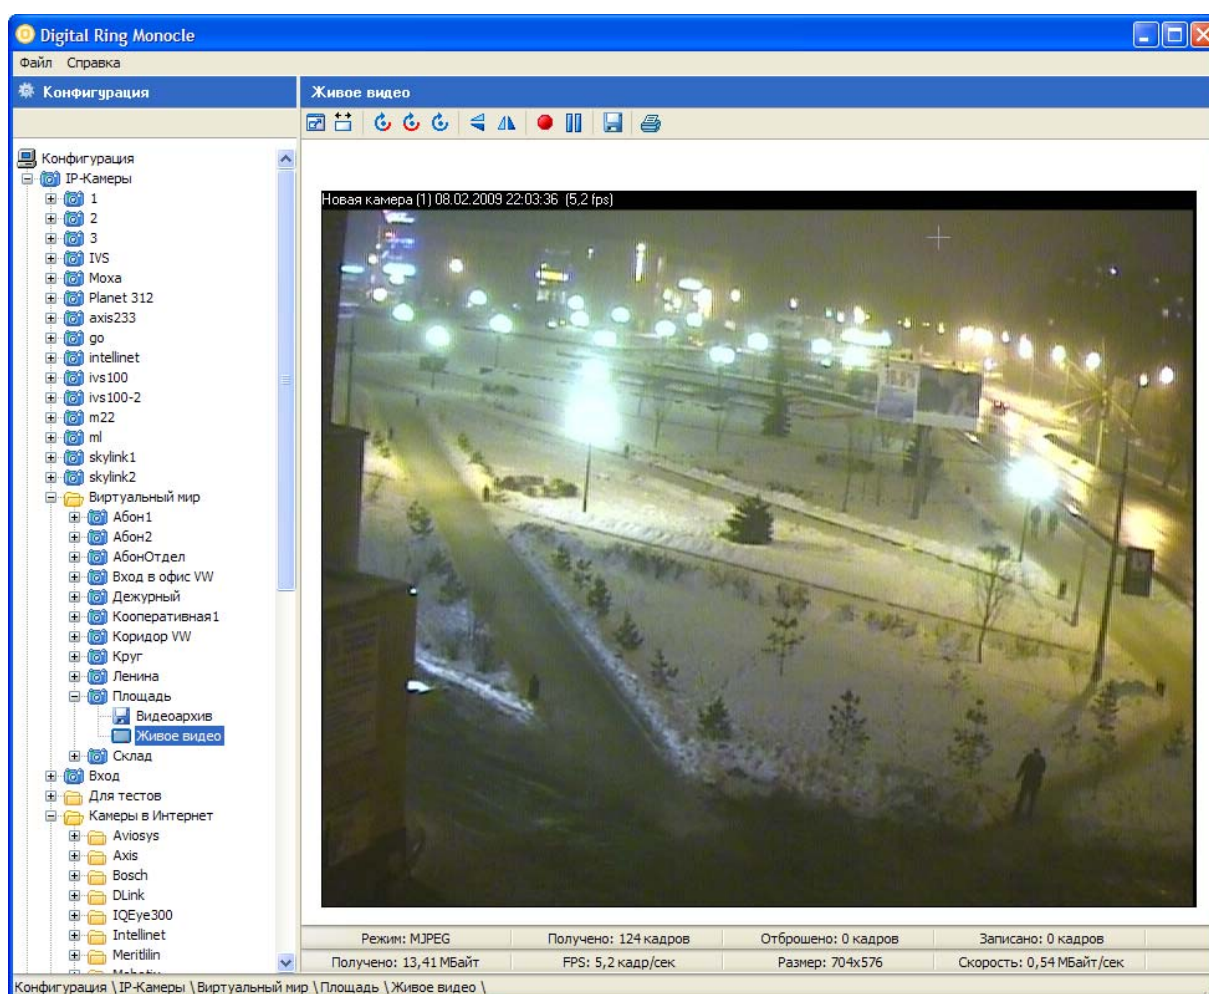 Digital Ring Monocle
Файл Справка
Конфигурация
Живое видео
Конфигурация
IP-Камеры
1
2
3
IVS
Moxa
Planet 312
axis233
go
intellinet
ivs100
ivs100-2
m22
ml
skylink1
skylink2
Виртуальный мир
Абон1
Абон2
АбонОтдел
Вход в офис VW
Дежурный
Кооперативная1
Коридор VW
Круг
Ленина
Площадь
Видеоархив
Живое видео
Склад
Вход
Для тестов
Камеры в Интернет
Aviosys
Axis
Bosch
DLink
IQEye300
Intellinet
Meritlilin
Новая камера (1) 08.02.2009 22:03:36 (5,2 fps)
Режим: MJPEG Получено: 124 кадров Отброшено: 0 кадров Записано: 0 кадров
Получено: 13,41 МБайт FPS: 5,2 кадр/сек Размер: 704x576 Скорость: 0,54 МБайт/сек
Конфигурация \ IP-Камеры \ Виртуальный мир \ Площадь \ Живое видео \